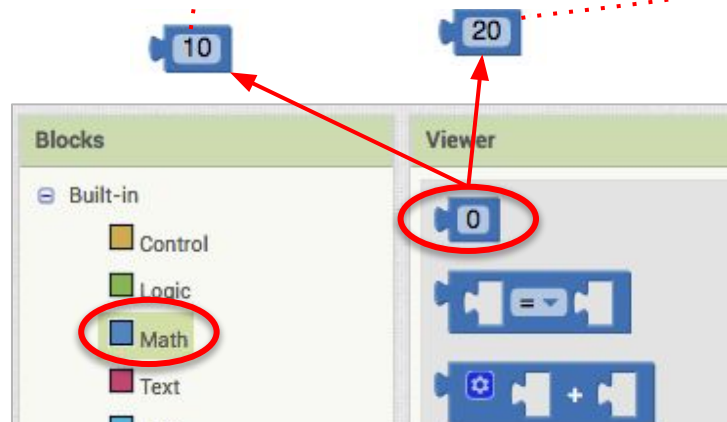 10
20
Blocks
Viewer
Built-in
Control
0
Logic
=
Math
Text
+